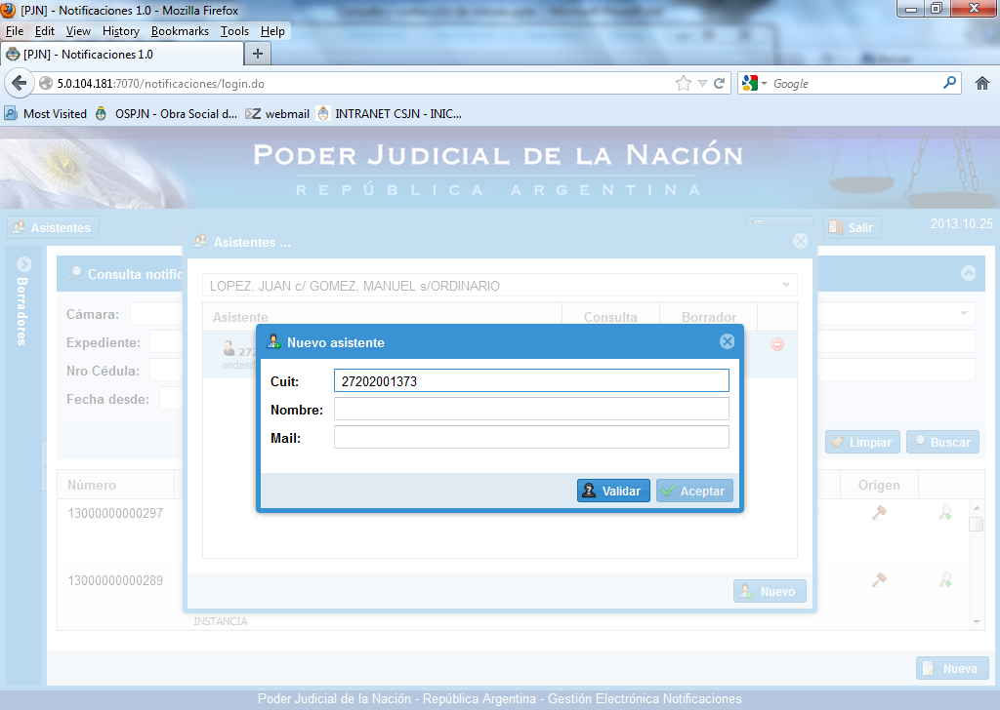 [PJN] - Notificaciones 1.0 - Mozilla Firefox
File Edit View History Bookmarks Tools Help
[PJN] - Notificaciones 1.0
5.0.104.181:7070/notificaciones/login.do
Google
Most Visited OSPJN - Obra Social d... webmail INTRANET CSJN - INIC...
PODER JUDICIAL DE LA NACIÓN
REPÚBLICA ARGENTINA
Asistentes
Salir
2013.10.25
Asistentes ...
Borradores
Consulta notific
LOPEZ, JUAN c/ GOMEZ, MANUEL s/ORDINARIO
Cámara:
Asistente Consulta Borrador
Expediente:
272
asdasd
Nro Cédula:
Fecha desde:
Nuevo asistente
Cuit: 27202001373
Nombre:
Mail:
Validar Aceptar
Limpiar Buscar
Número Origen
13000000000297
13000000000289
Nuevo
INSTANCIA
Nueva
Poder Judicial de la Nación - República Argentina - Gestión Electrónica Notificaciones